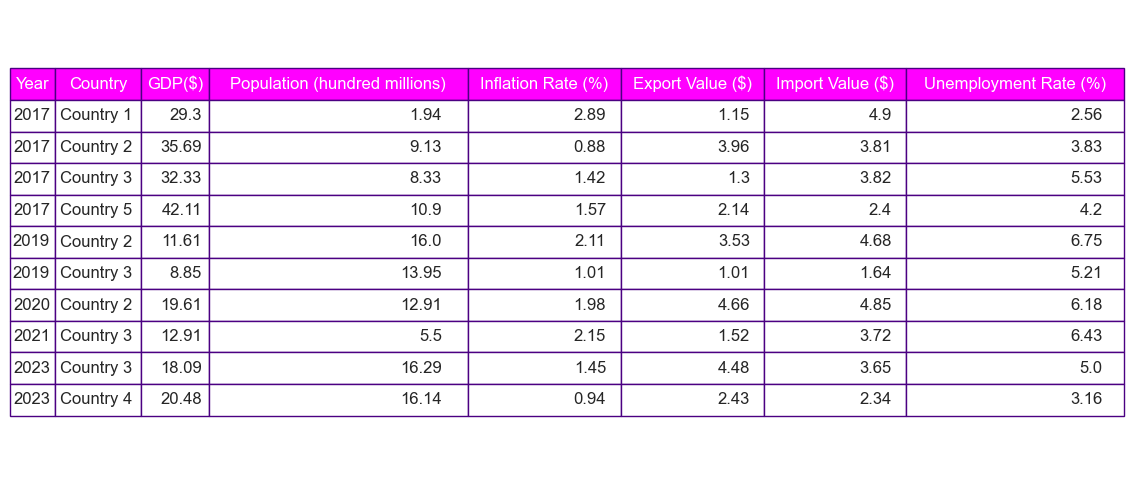 Year Country GDP($) Population (hundred millions) Inflation Rate (%) Export Value ($) Import Value ($) Unemployment Rate (%)
2017 Country 1 29.3 1.94 2.89 1.15 4.9 2.56
2017 Country 2 35.69 9.13 0.88 3.96 3.81 3.83
2017 Country 3 32.33 8.33 1.42 1.3 3.82 5.53
2017 Country 5 42.11 10.9 1.57 2.14 2.4 4.2
2019 Country 2 11.61 16.0 2.11 3.53 4.68 6.75
2019 Country 3 8.85 13.95 1.01 1.01 1.64 5.21
2020 Country 2 19.61 12.91 1.98 4.66 4.85 6.18
2021 Country 3 12.91 5.5 2.15 1.52 3.72 6.43
2023 Country 3 18.09 16.29 1.45 4.48 3.65 5.0
2023 Country 4 20.48 16.14 0.94 2.43 2.34 3.16